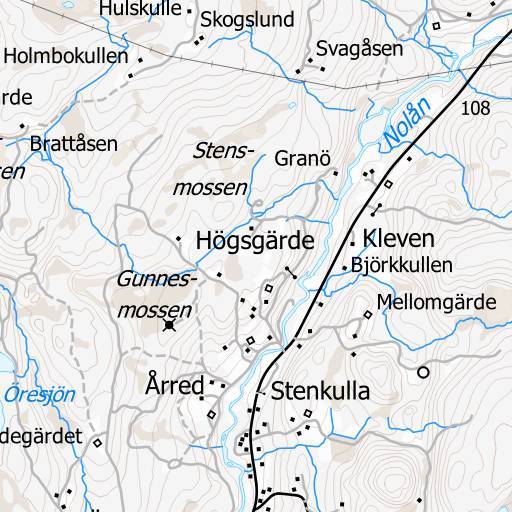 Hulskulle
Skogslund
Holmbokullen
Svagåsen
rde
108
Nolån
Brattåsen
Stens-
mossen
Granö
ren
Högsgärde
Kleven
Björkkullen
Gunnes-
mossen
Mellomgärde
Årred
Stenkulla
Öresjön
degärdet